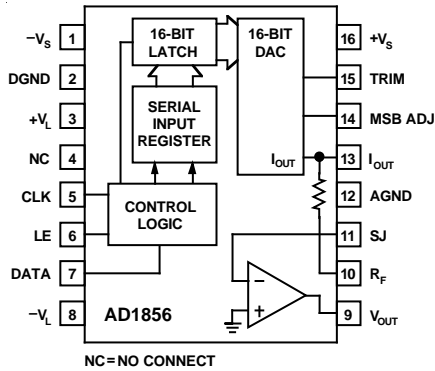 −VS 1
DGND 2
+VL 3
NC 4
CLK 5
LE 6
DATA 7
−VL 8
16-BIT
LATCH
16-BIT
DAC
SERIAL
INPUT
REGISTER
IOUT
CONTROL
LOGIC
−
+
AD1856
16 +VS
15 TRIM
14 MSB ADJ
13 IOUT
12 AGND
11 SJ
10 RF
9 VOUT
NC = NO CONNECT